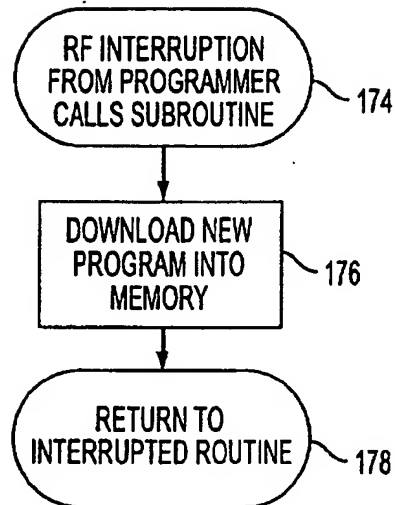 RF INTERRUPTION
FROM PROGRAMMER
CALLS SUBROUTINE
174
DOWNLOAD NEW
PROGRAM INTO
MEMORY
176
RETURN TO
INTERRUPTED ROUTINE
178